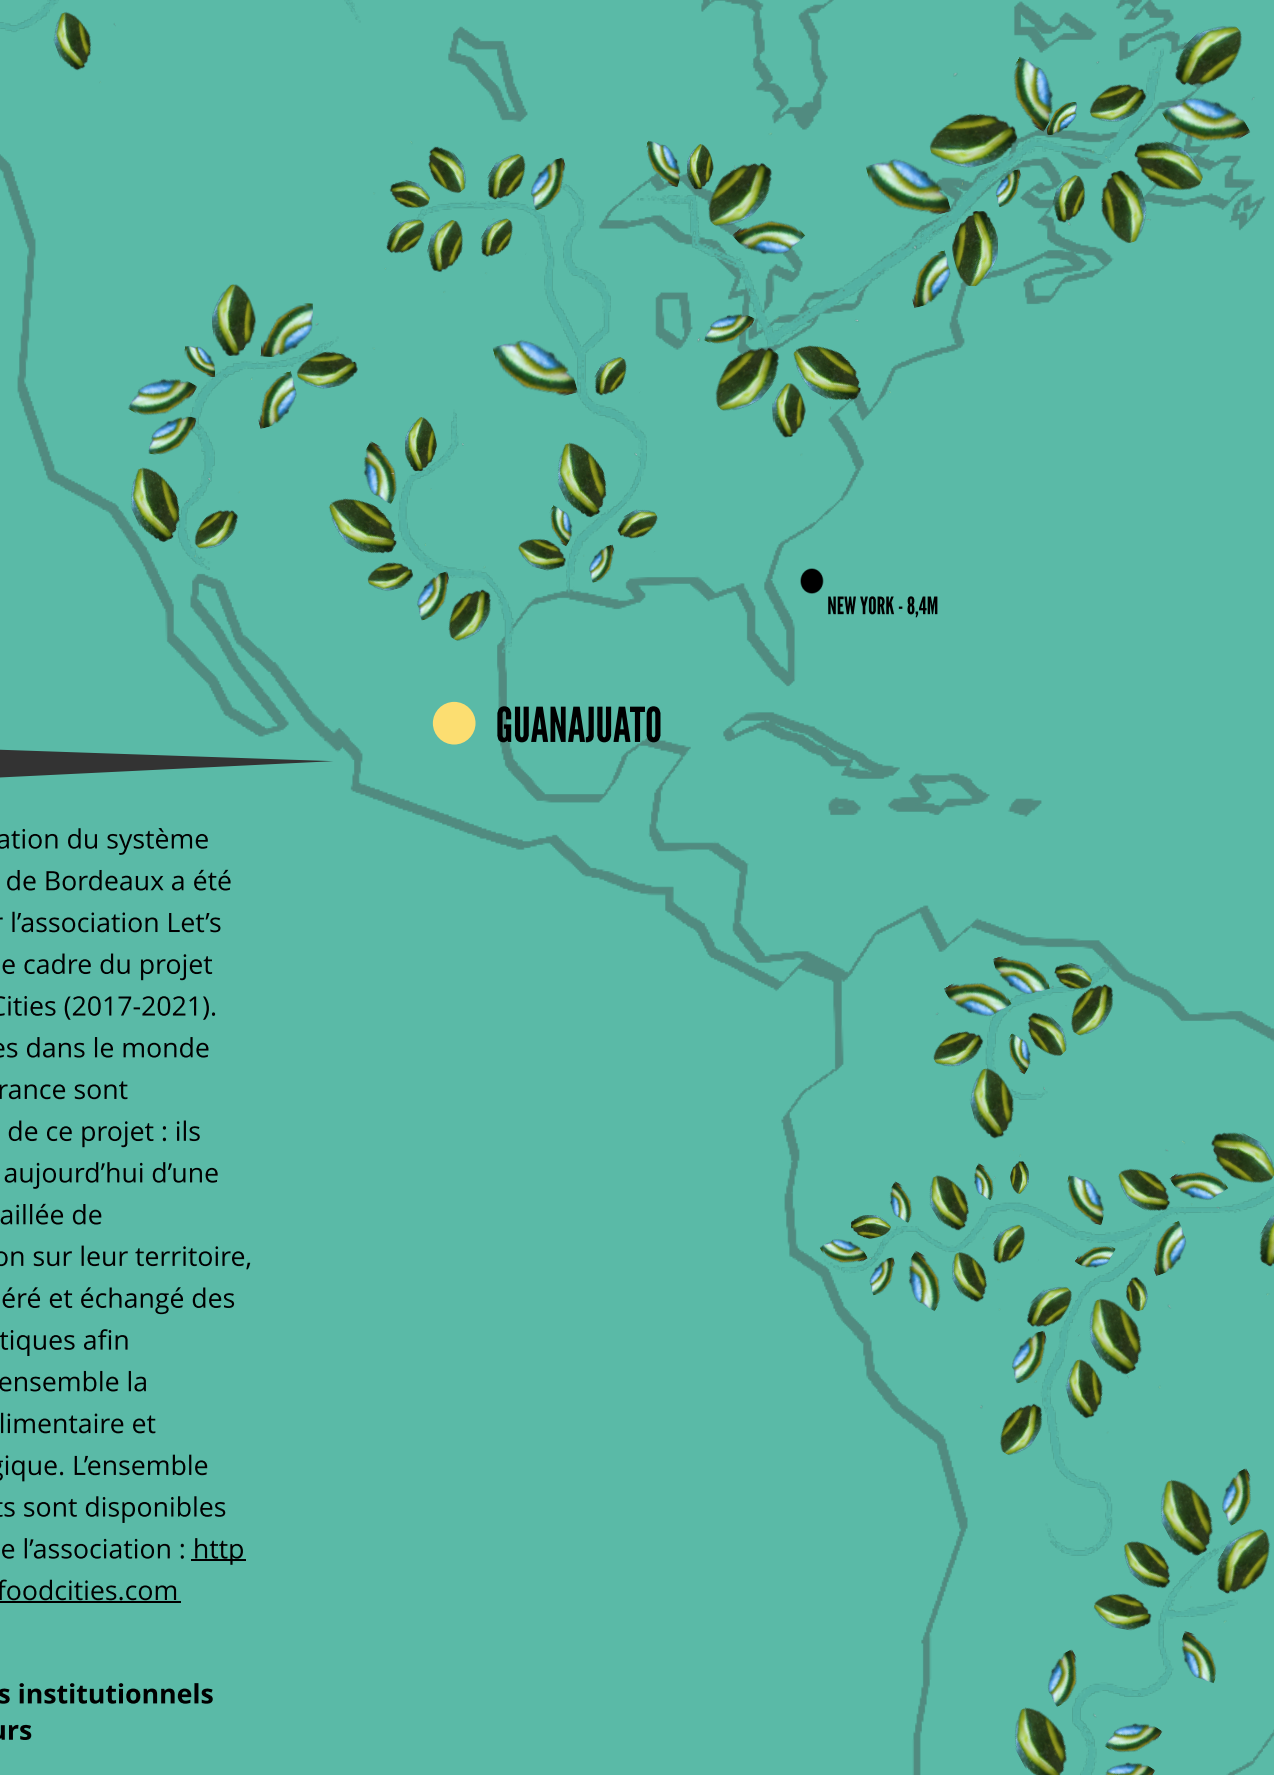 NEW YORK - 8,4M
GUANAJUATO
ation du système
de Bordeaux a été
r l’association Let’s
e cadre du projet
Cities (2017-2021).
es dans le monde
rance sont
de ce projet : ils
aujourd’hui d’une
aillée de
on sur leur territoire,
éré et échangé des
tiques afin
ensemble la
limentaire et
gique. L’ensemble
ts sont disponibles
e l’association : http
foodcities.com
s institutionnels
urs